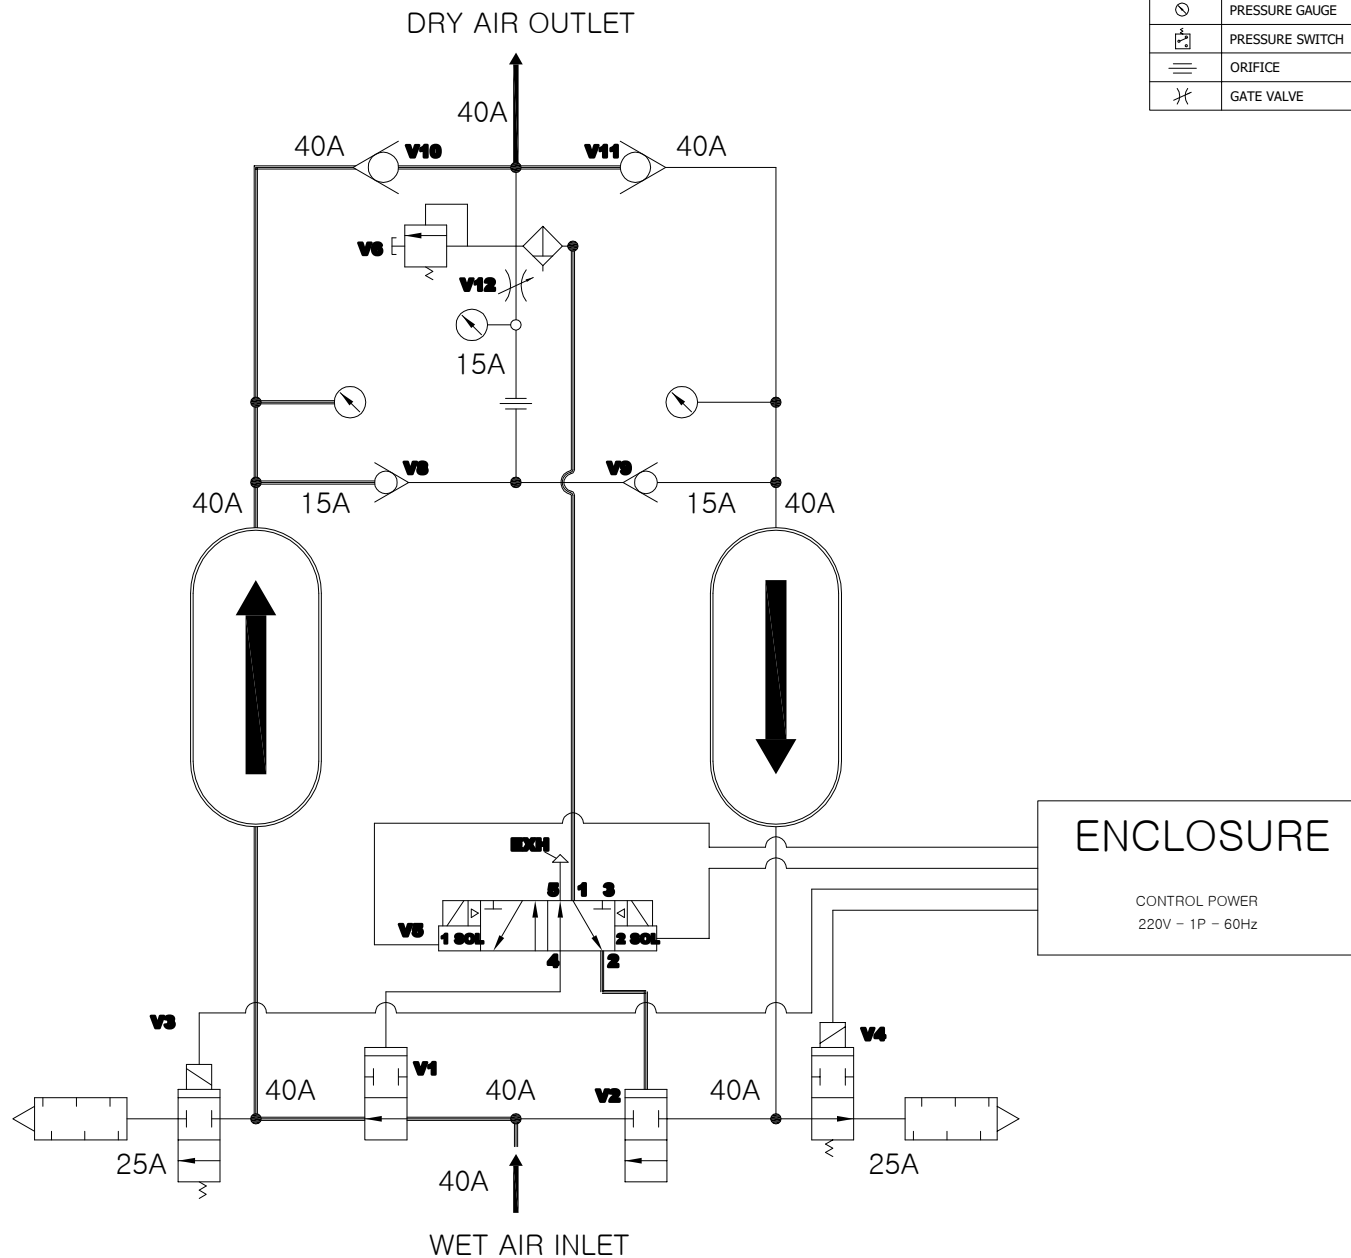 DRY AIR OUTLET
PRESSURE GAUGE
PRESSURE SWITCH
ORIFICE
GATE VALVE
40A
40A
V10
V11
40A
V6
V12
15A
V8
V9
40A
15A
15A
40A
ENCLOSURE
CONTROL POWER
220V - 1P - 60Hz
EXH
5 1 3
V5
1 SOL
2 SOL
4 2
V3
V4
V1
V2
40A
40A
40A
25A
40A
25A
WET AIR INLET